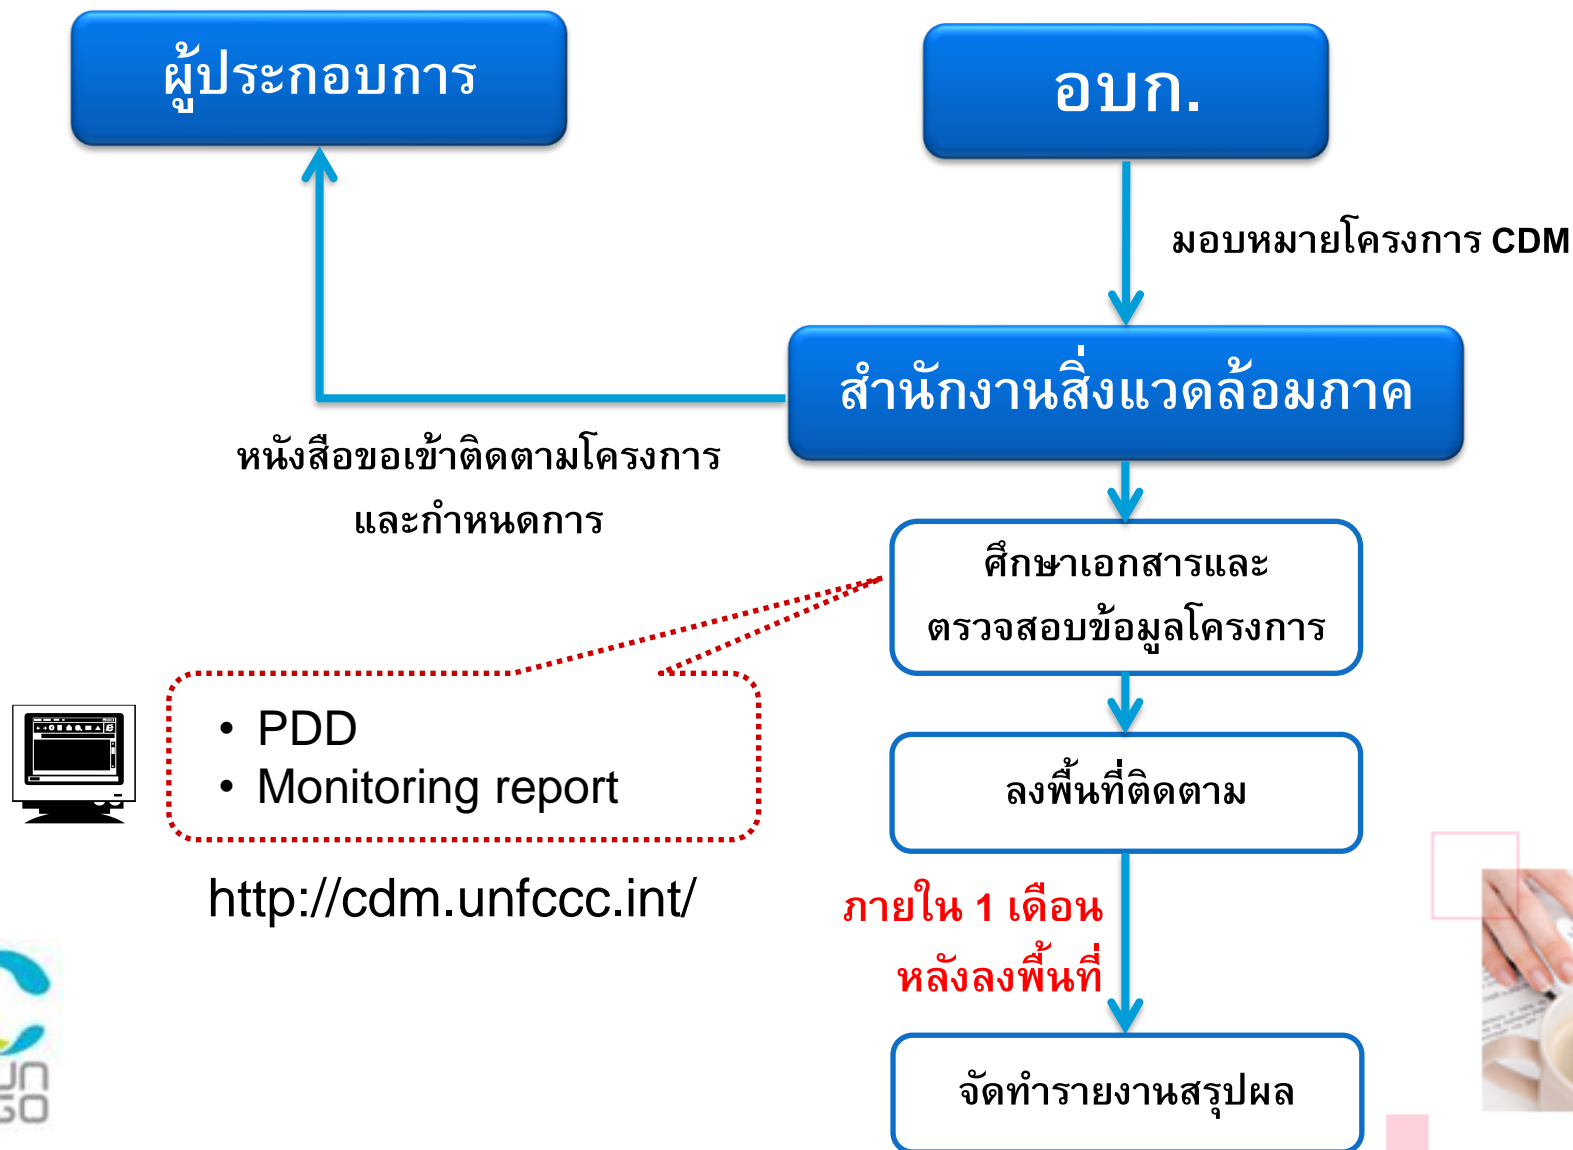 ผู้ประกอบการ
อบก.
มอบหมายโครงการ CDM
สำนักงานสิ่งแวดล้อมภาค
หนังสือขอเข้าติดตามโครงการ
และกำหนดการ
ศึกษาเอกสารและ
ตรวจสอบข้อมูลโครงการ
• PDD
• Monitoring report
ลงพื้นที่ติดตาม
http://cdm.unfccc.int/
ภายใน 1 เดือน
หลังลงพื้นที่
จัดทำรายงานสรุปผล